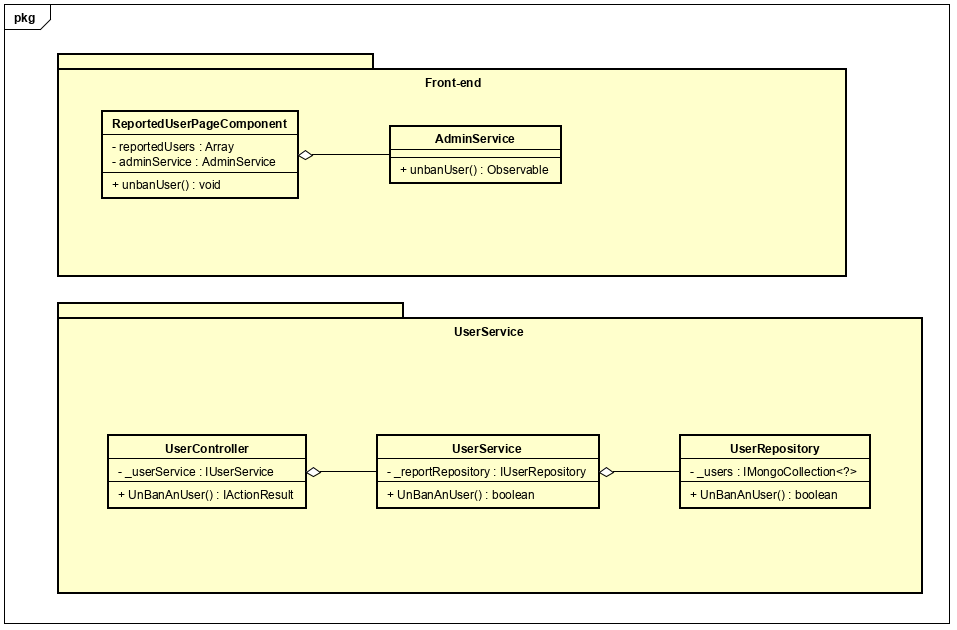 pkg
Front-end
ReportedUserPageComponent
- reportedUsers : Array
- adminService : AdminService
+ unbanUser() : void
AdminService
+ unbanUser() : Observable
UserService
UserController
- _userService : IUserService
+ UnBanAnUser() : IActionResult
UserService
- _reportRepository : IUserRepository
+ UnBanAnUser() : boolean
UserRepository
- _users : IMongoCollection<?>
+ UnBanAnUser() : boolean